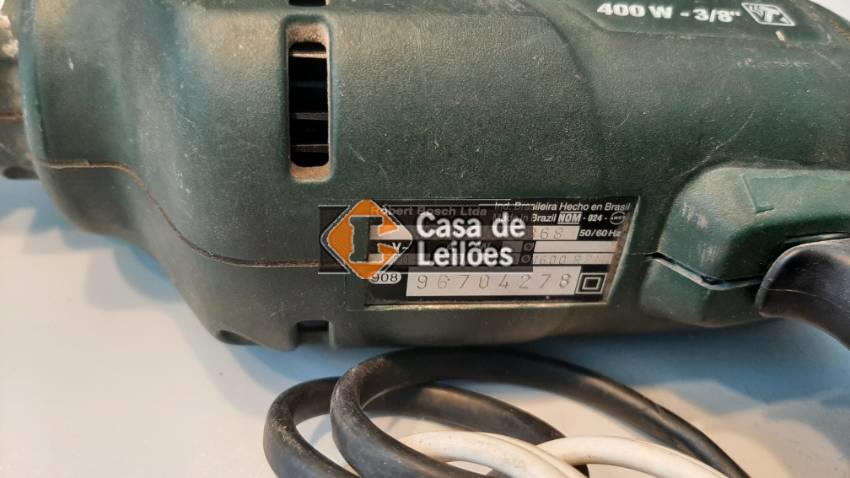 400 W - 3/8"
Robert Bosch Ltda
Ind. Brasileira Hecho en Brasil
Made in Brazil NOM - 024 -
50/60 Hz
Casa de
Leilões
908
96704278